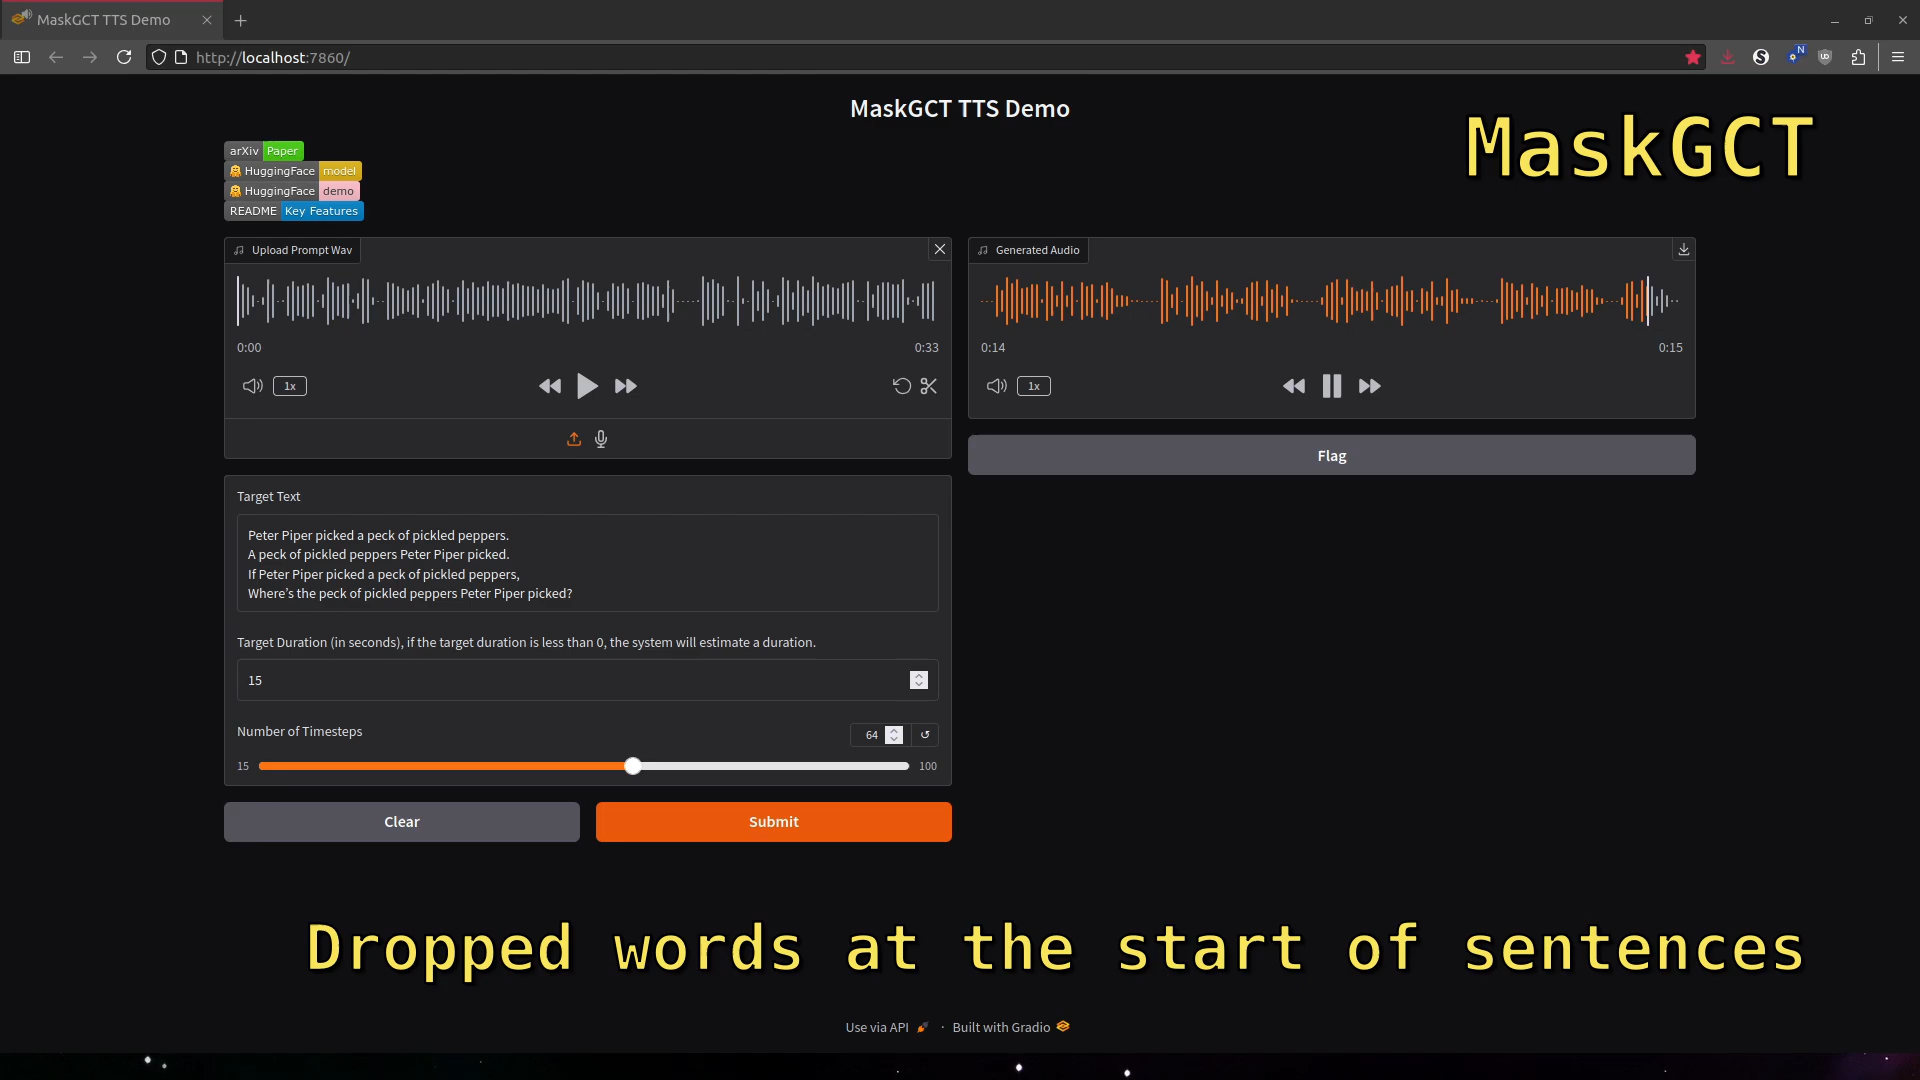 MaskGCT TTS Demo
http://localhost:7860/
N
MaskGCT TTS Demo
MaskGCT
arXiv Paper
HuggingFace model
HuggingFace demo
README Key Features
Upload Prompt Wav
0:00
0:33
1x
Generated Audio
0:14
0:15
1x
Flag
Target Text
Peter Piper picked a peck of pickled peppers.
A peck of pickled peppers Peter Piper picked.
If Peter Piper picked a peck of pickled peppers,
Where's the peck of pickled peppers Peter Piper picked?
Target Duration (in seconds), if the target duration is less than 0, the system will estimate a duration.
15
Number of Timesteps
64
15
100
Clear
Submit
Dropped words at the start of sentences
Use via API · Built with Gradio